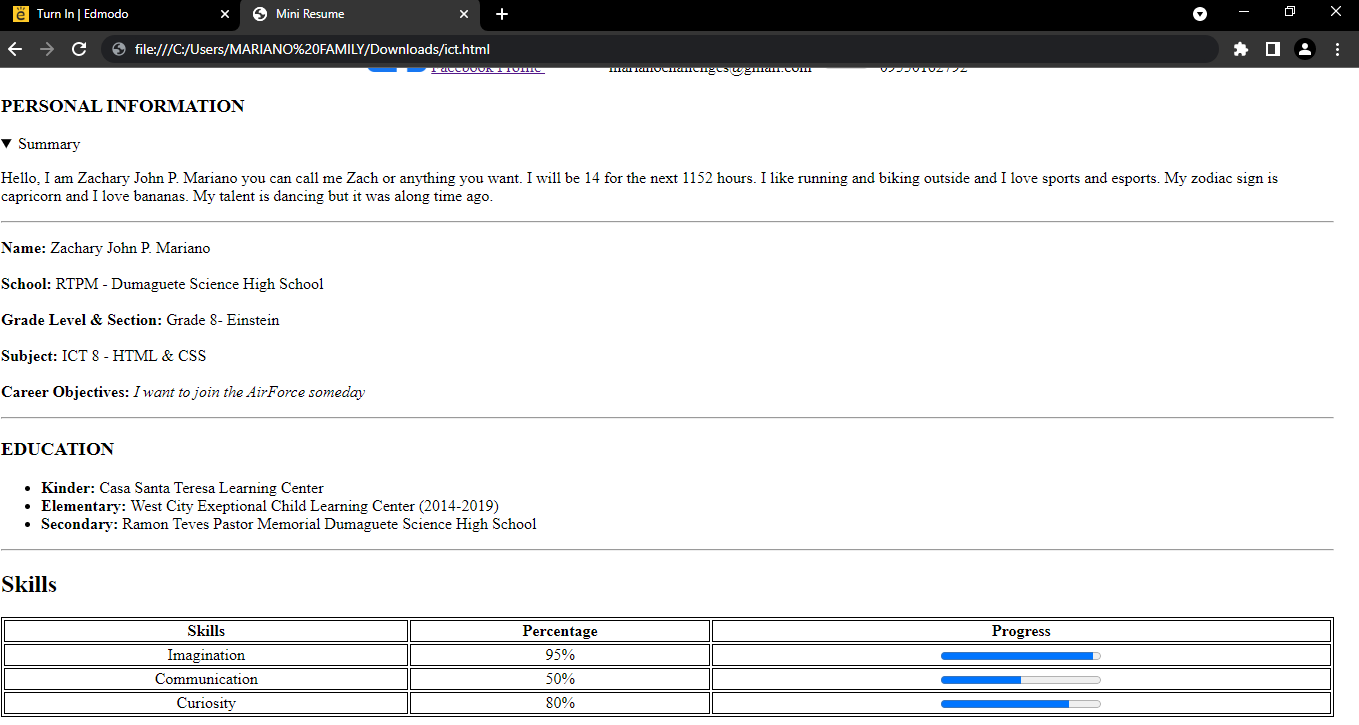 Turn In | Edmodo
Mini Resume
file:///C:/Users/MARIANO%20FAMILY/Downloads/ict.html
Facebook Profile
PERSONAL INFORMATION
▼ Summary
Hello, I am Zachary John P. Mariano you can call me Zach or anything you want. I will be 14 for the next 1152 hours. I like running and biking outside and I love sports and esports. My zodiac sign is
capricorn and I love bananas. My talent is dancing but it was along time ago.
Name: Zachary John P. Mariano
School: RTPM - Dumaguete Science High School
Grade Level & Section: Grade 8- Einstein
Subject: ICT 8 - HTML & CSS
Career Objectives: I want to join the AirForce someday
EDUCATION
• Kinder: Casa Santa Teresa Learning Center
• Elementary: West City Exeptional Child Learning Center (2014-2019)
• Secondary: Ramon Teves Pastor Memorial Dumaguete Science High School
Skills
Skills Percentage Progress
Imagination 95%
Communication 50%
Curiosity 80%